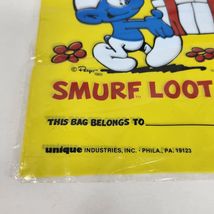 © Peyo
SMURF LOOT
THIS BAG BELONGS TO
unique INDUSTRIES, INC. • PHILA., PA. 19123